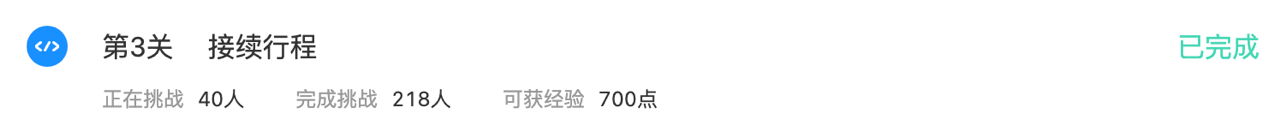 第3关 接续行程 已完成
正在挑战 40人 完成挑战 218人 可获经验 700点